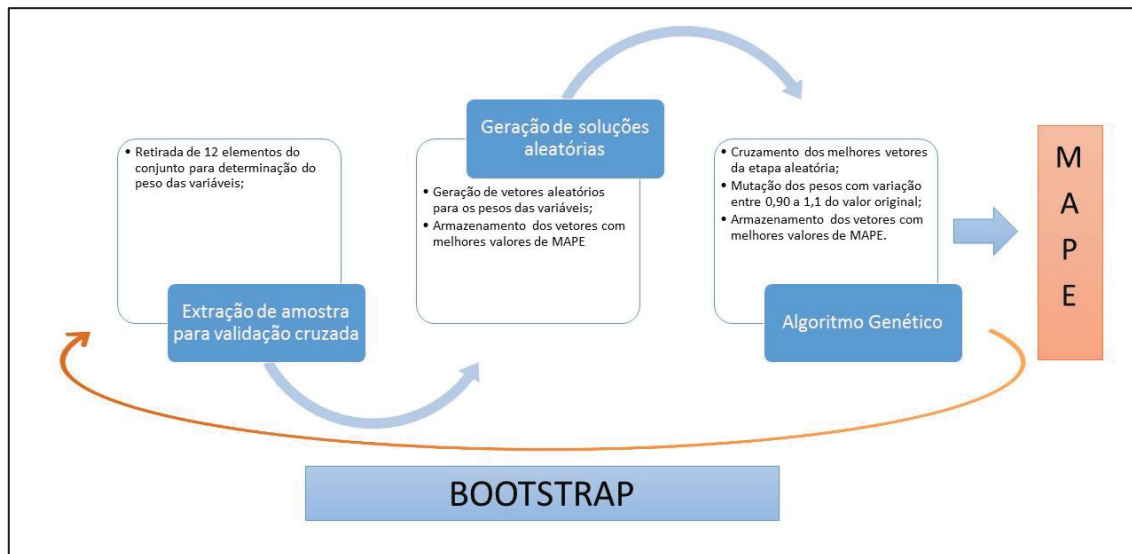 • Retirada de 12 elementos do
conjunto para determinação do
peso das variáveis;
Extração de amostra
para validação cruzada
Geração de soluções
aleatórias
• Geração de vetores aleatórios
para os pesos das variáveis;
• Armazenamento dos vetores com
melhores valores de MAPE
• Cruzamento dos melhores vetores
da etapa aleatória;
• Mutação dos pesos com variação
entre 0,90 a 1,1 do valor original;
• Armazenamento dos vetores com
melhores valores de MAPE.
Algoritmo Genético
M
A
P
E
BOOTSTRAP